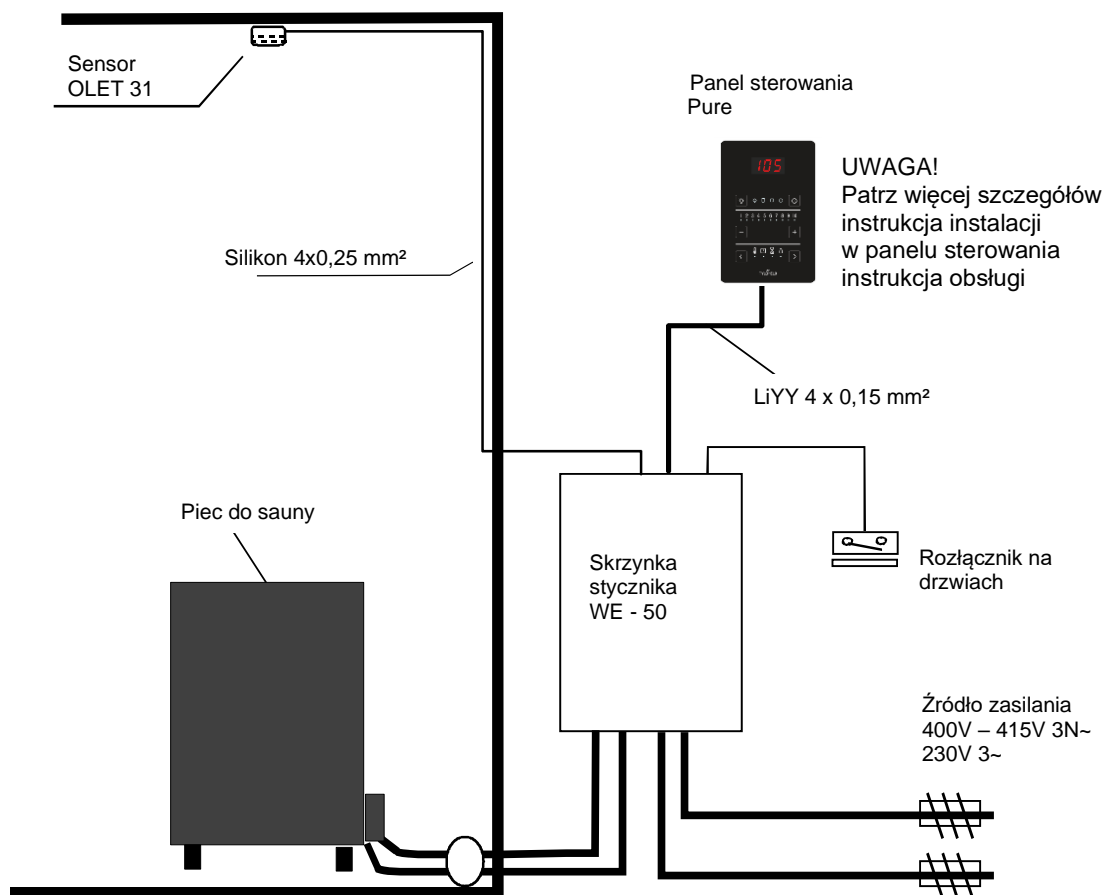 Sensor
OLET 31
Panel sterowania
Pure
105
UWAGA!
Patrz więcej szczegółów
instrukcja instalacji
w panelu sterowania
instrukcja obsługi
Silikon 4x0,25 mm²
LiYY 4 x 0,15 mm²
Piec do sauny
Skrzynka
stycznika
WE - 50
Rozłącznik na
drzwiach
Źródło zasilania
400V – 415V 3N~
230V 3~